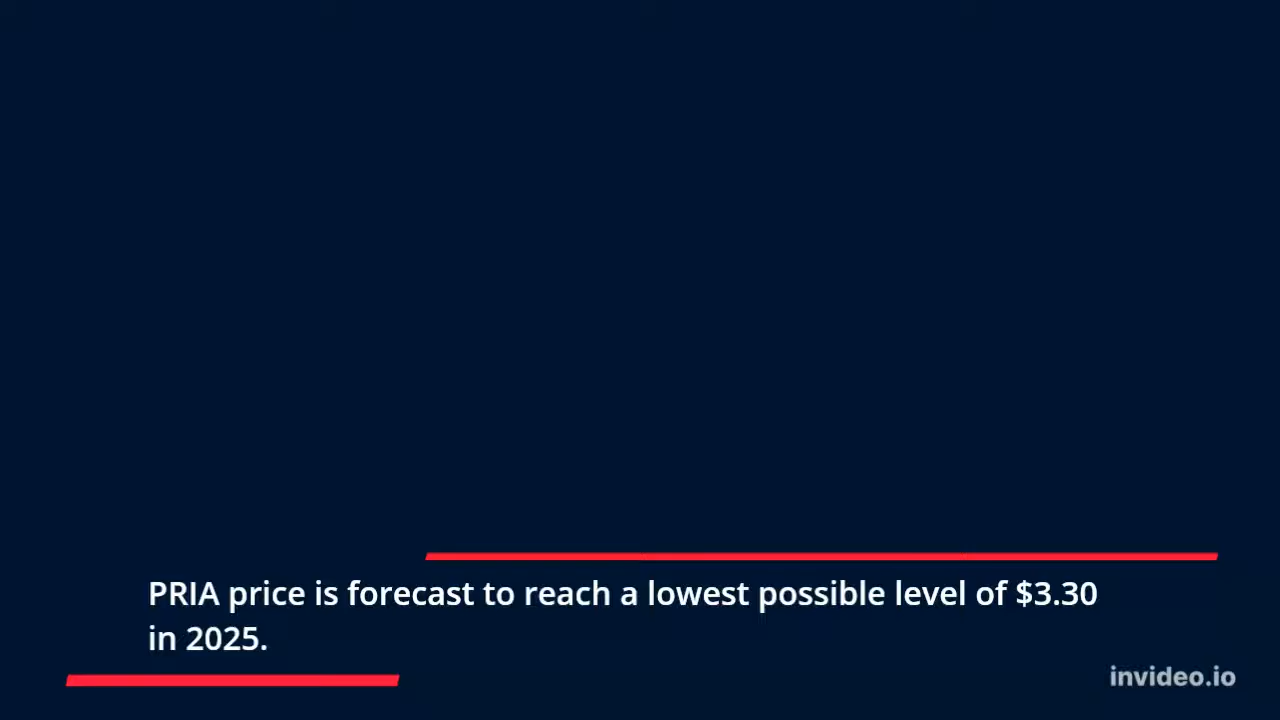 PRIA price is forecast to reach a lowest possible level of $3.30
in 2025.
invideo.io